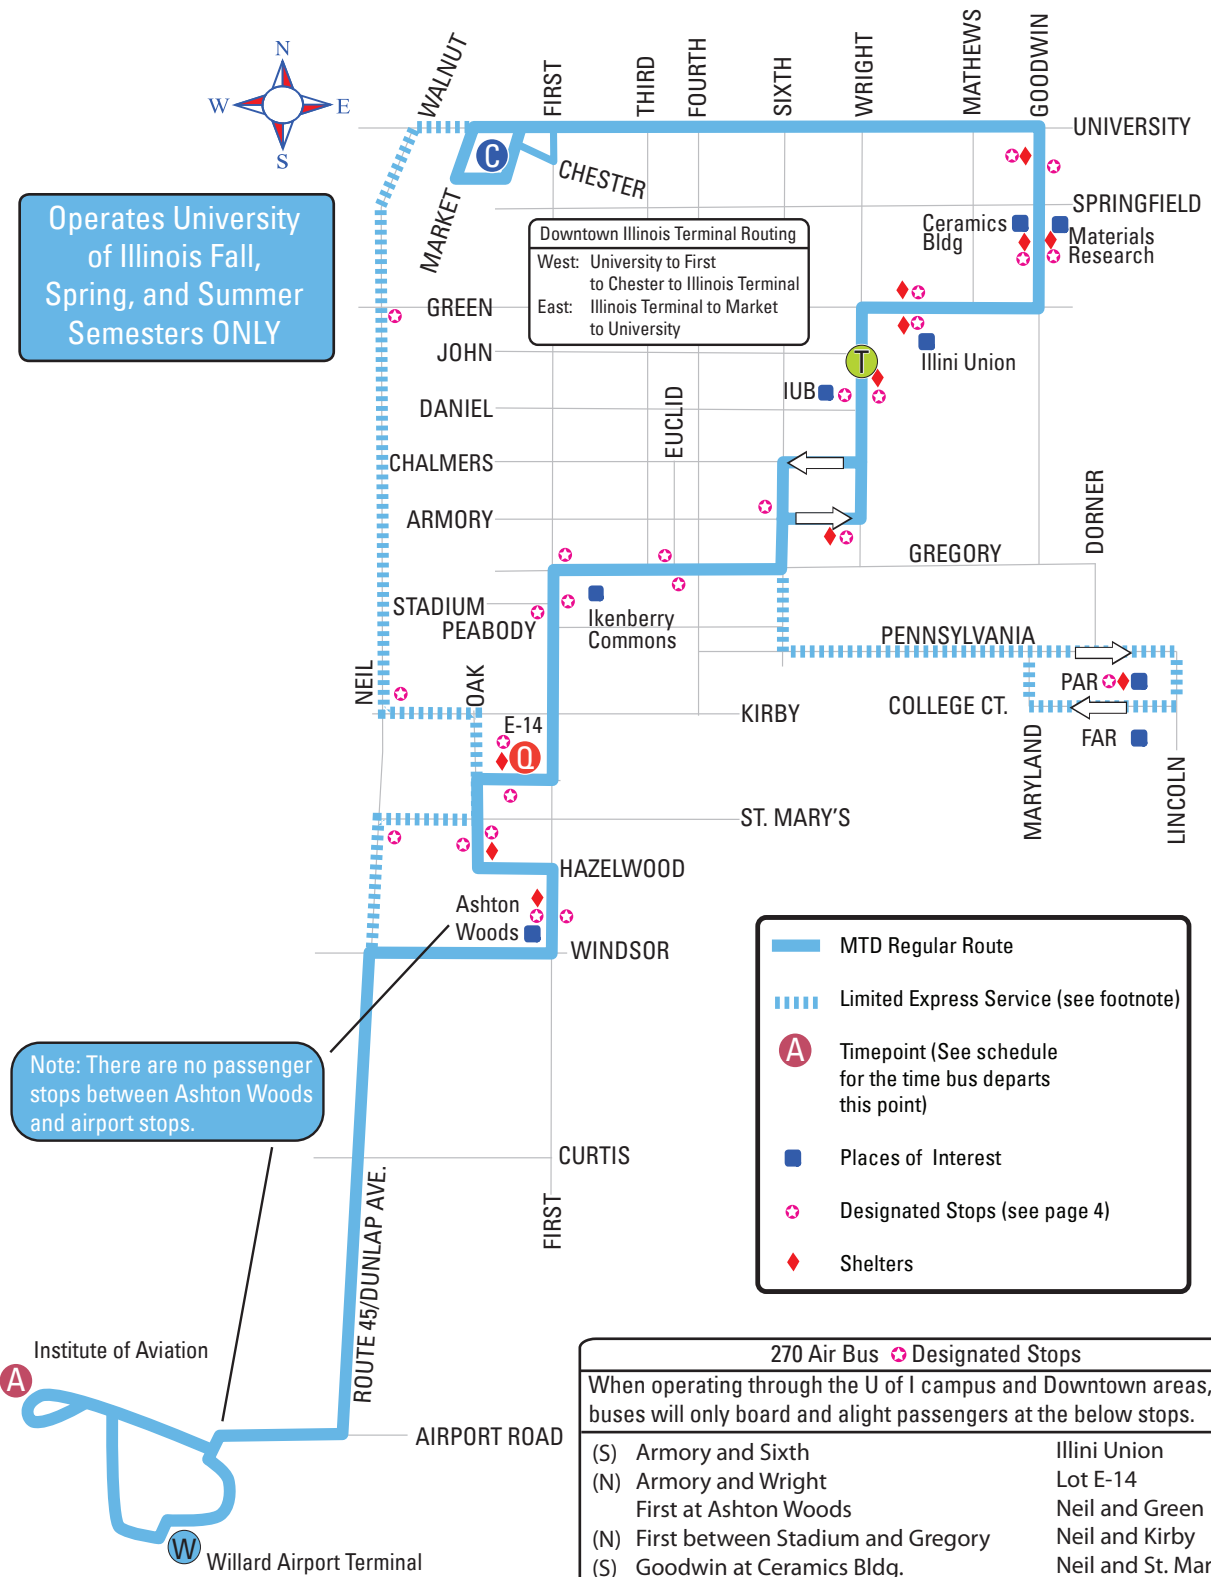 N
W
E
S
WALNUT
FIRST
THIRD
FOURTH
SIXTH
WRIGHT
MATHEWS
GOODWIN
UNIVERSITY
C
CHESTER
MARKET
SPRINGFIELD
Operates University
of Illinois Fall,
Spring, and Summer
Semesters ONLY
Downtown Illinois Terminal Routing
West: University to First
to Chester to Illinois Terminal
East: Illinois Terminal to Market
to University
Ceramics
Bldg
Materials
Research
GREEN
JOHN
T
Illini Union
IUB
DANIEL
EUCLID
CHALMERS
ARMORY
DORNER
GREGORY
STADIUM
PEABODY
Ikenberry
Commons
PENNSYLVANIA
NEIL
OAK
PAR
KIRBY
COLLEGE CT.
FAR
E-14
Q
MARYLAND
LINCOLN
ST. MARY'S
HAZELWOOD
Ashton
Woods
WINDSOR
MTD Regular Route
Limited Express Service (see footnote)
A
Timepoint (See schedule
for the time bus departs
this point)
Places of Interest
Designated Stops (see page 4)
Shelters
Note: There are no passenger
stops between Ashton Woods
and airport stops.
CURTIS
FIRST
ROUTE 45/DUNLAP AVE.
Institute of Aviation
A
AIRPORT ROAD
W
Willard Airport Terminal
270 Air Bus Designated Stops
When operating through the U of I campus and Downtown areas,
buses will only board and alight passengers at the below stops.
(S) Armory and Sixth
(N) Armory and Wright
First at Ashton Woods
(N) First between Stadium and Gregory
(S) Goodwin at Ceramics Bldg.
Illini Union
Lot E-14
Neil and Green
Neil and Kirby
Neil and St. Mar